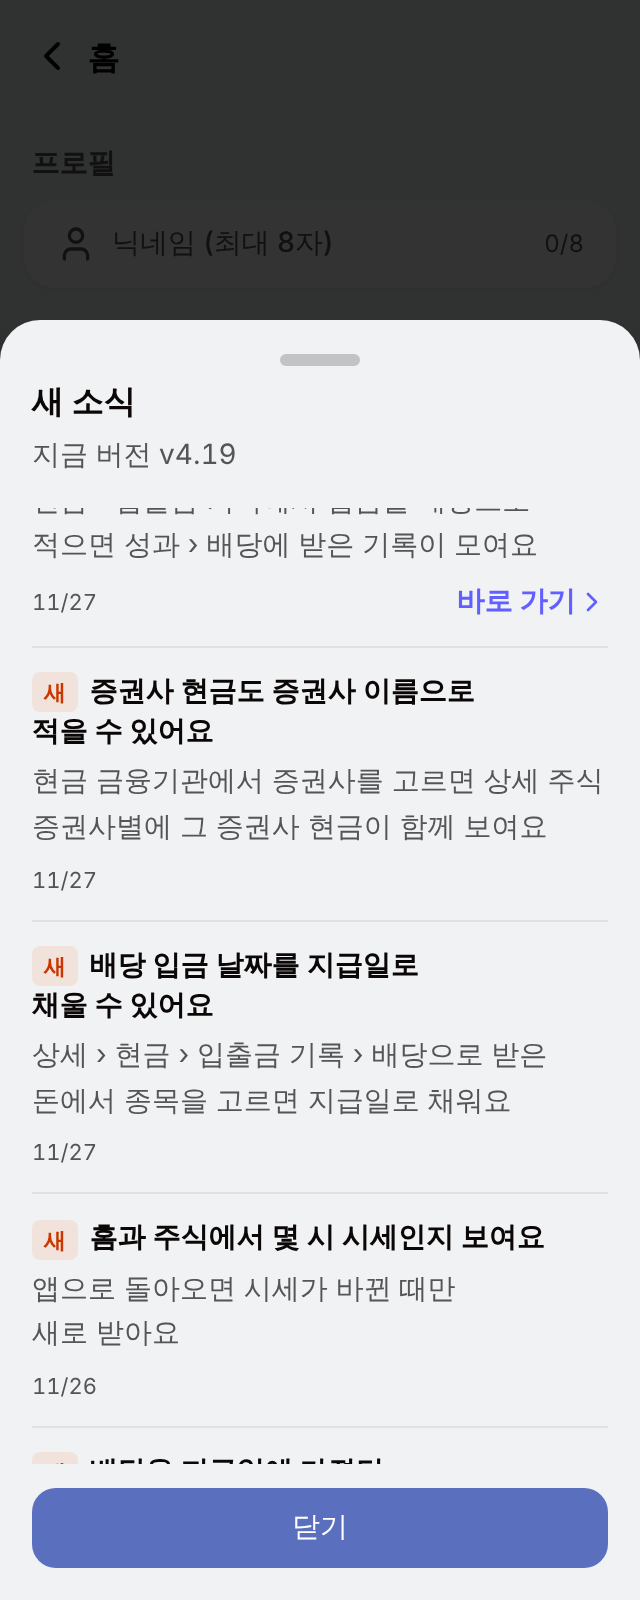 홈
프로필
닉네임 (최대 8자) 0/8
새 소식
지금 버전 v4.19
적으면 성과 › 배당에 받은 기록이 모여요
11/27 바로 가기
새 증권사 현금도 증권사 이름으로
적을 수 있어요
현금 금융기관에서 증권사를 고르면 상세 주식
증권사별에 그 증권사 현금이 함께 보여요
11/27
새 배당 입금 날짜를 지급일로
채울 수 있어요
상세 › 현금 › 입출금 기록 › 배당으로 받은
돈에서 종목을 고르면 지급일로 채워요
11/27
새 홈과 주식에서 몇 시 시세인지 보여요
앱으로 돌아오면 시세가 바뀐 때만
새로 받아요
11/26
닫기